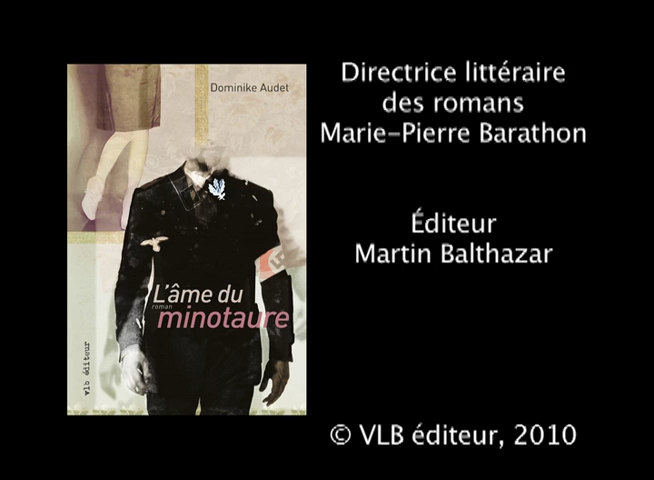 Dominike Audet
L'âme du
roman
minotaure
vlb éditeur
Directrice littéraire
des romans
Marie-Pierre Barathon
Éditeur
Martin Balthazar
© VLB éditeur, 2010